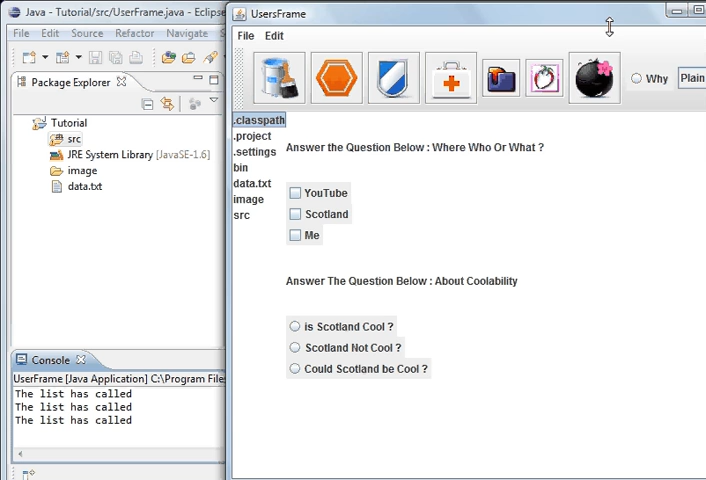 Java - Tutorial/src/UserFrame.java - Eclipse
File Edit Source Refactor Navigate
Package Explorer
Tutorial
src
JRE System Library [JavaSE-1.6]
image
data.txt
Console
UserFrame [Java Application] C:\Program Files
The list has called
The list has called
The list has called
UsersFrame
File Edit
Why
Plain
.classpath
.project
.settings
bin
data.txt
image
src
Answer the Question Below : Where Who Or What ?
YouTube
Scotland
Me
Answer The Question Below : About Coolability
is Scotland Cool ?
Scotland Not Cool ?
Could Scotland be Cool ?